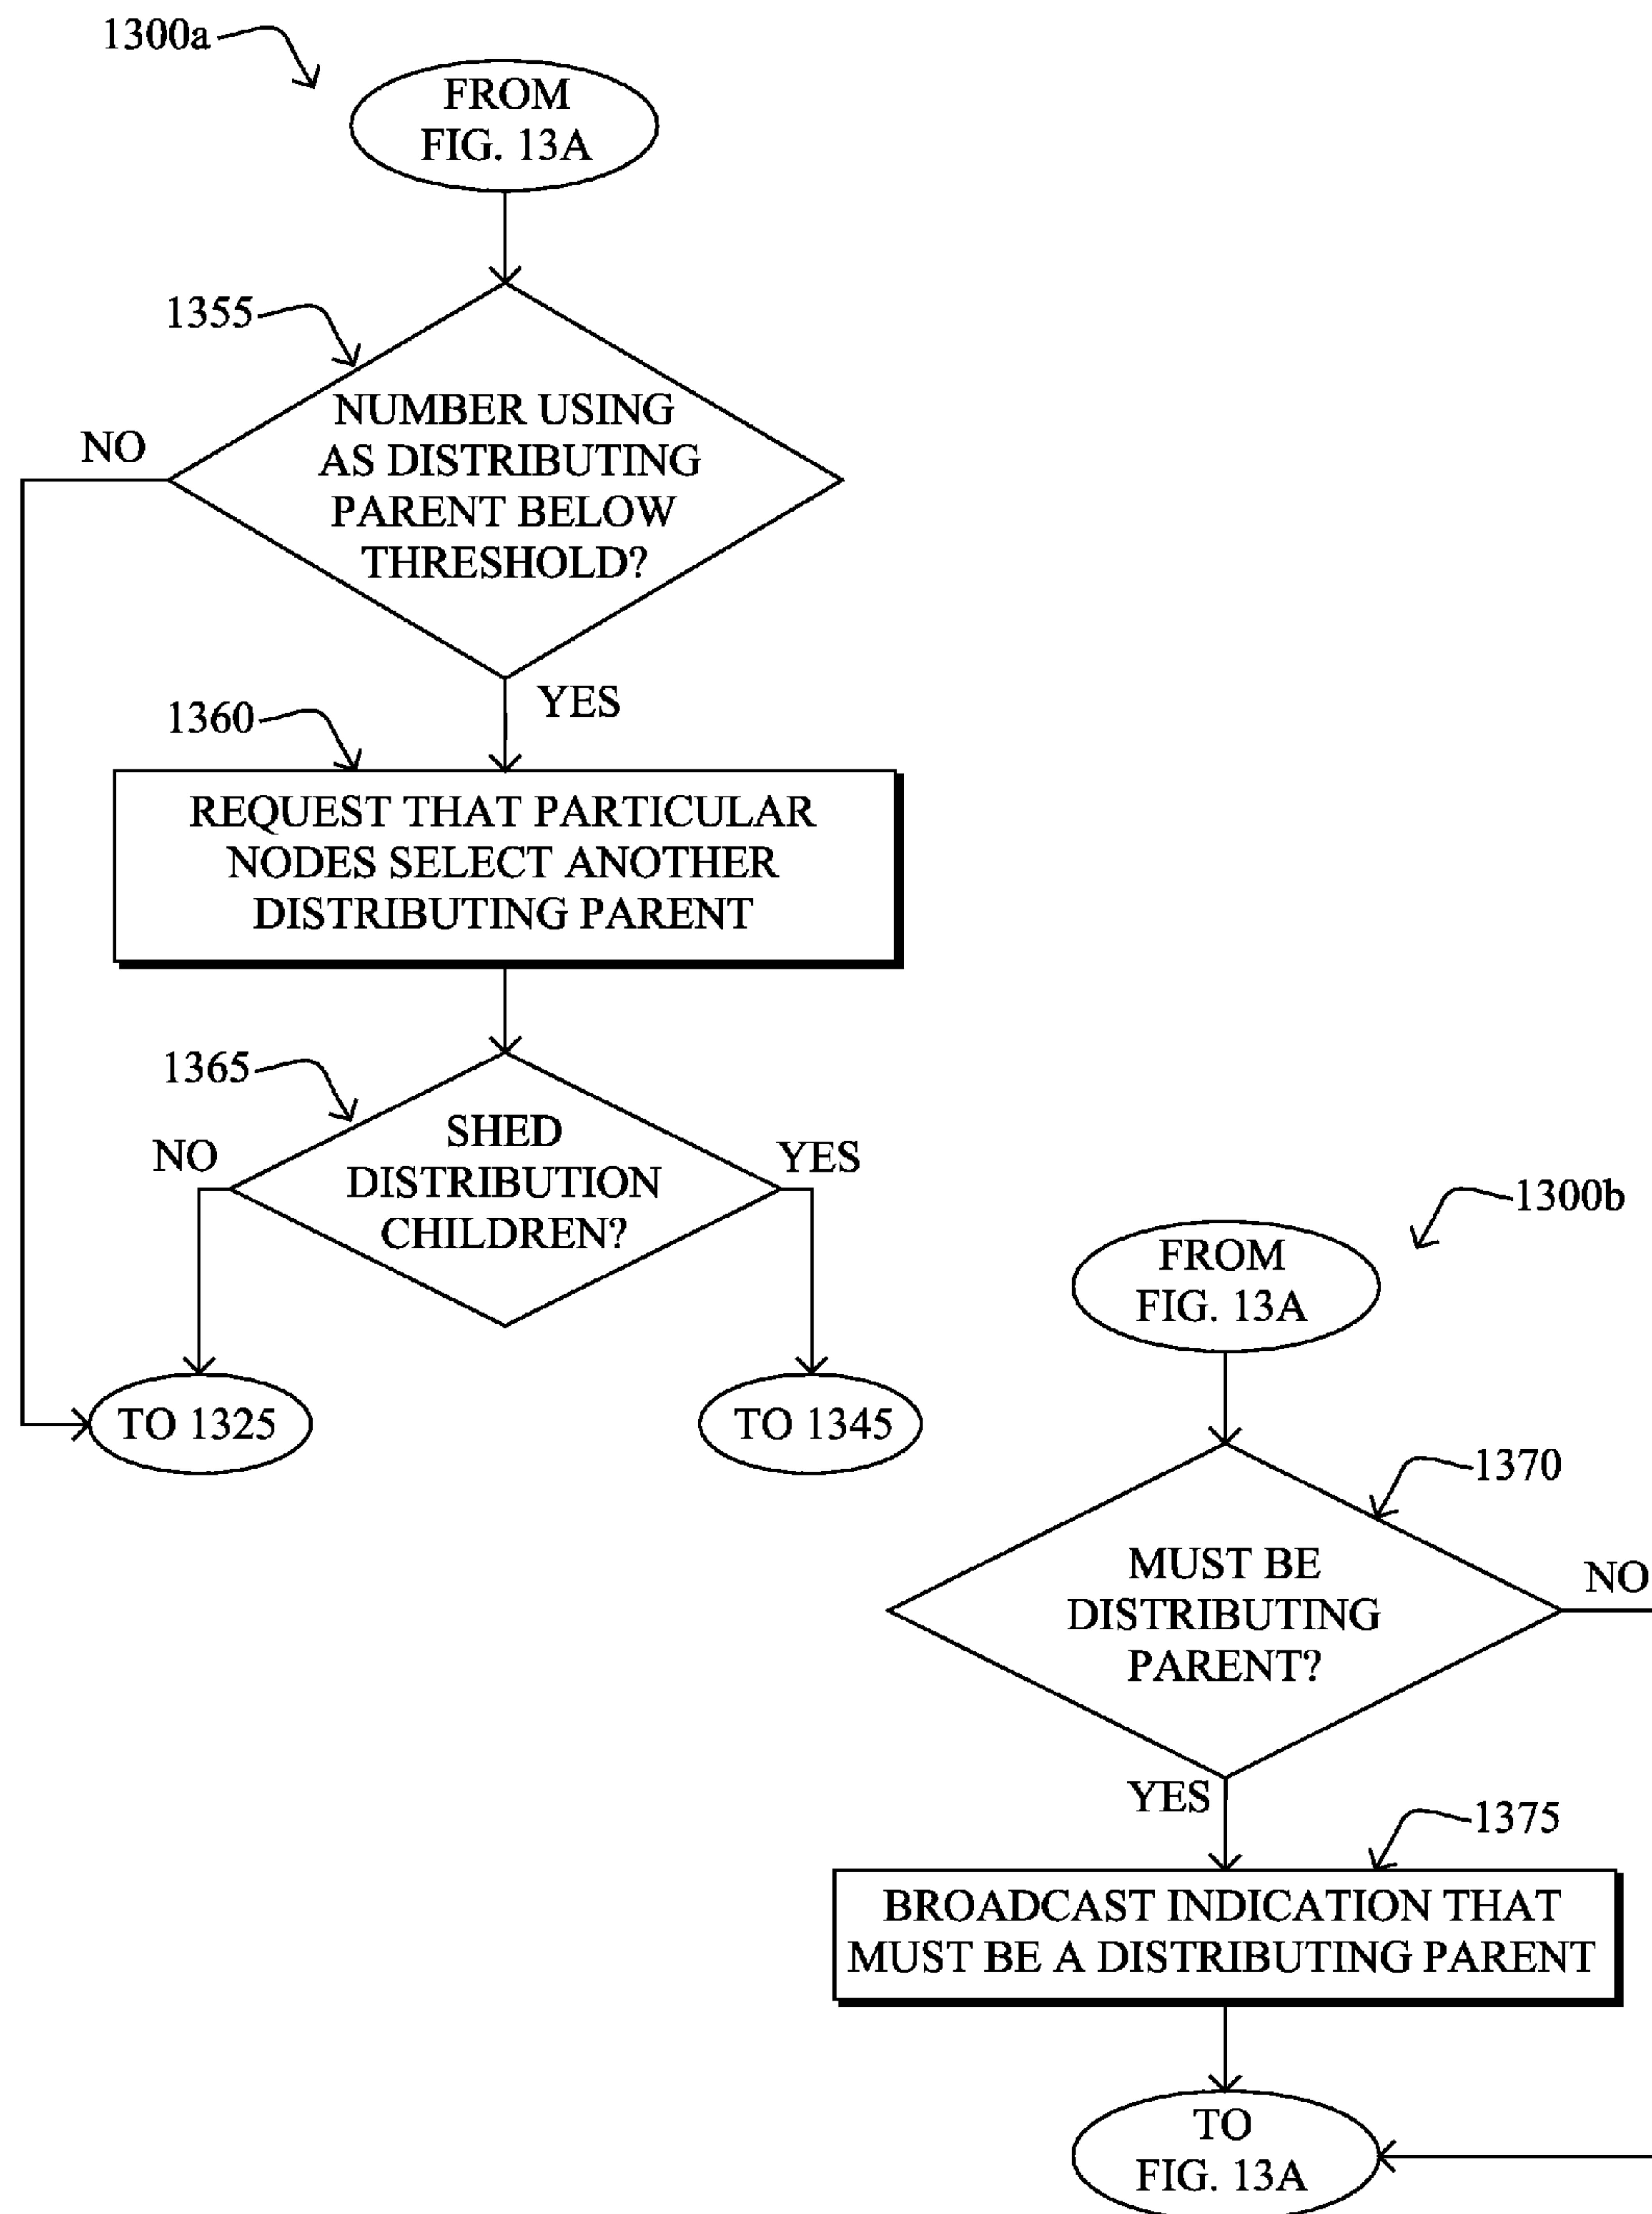 1300a
FROM
FIG. 13A
1355
NUMBER USING
AS DISTRIBUTING
PARENT BELOW
THRESHOLD?
NO
YES
1360
REQUEST THAT PARTICULAR
NODES SELECT ANOTHER
DISTRIBUTING PARENT
1365
SHED
DISTRIBUTION
CHILDREN?
NO
YES
TO 1325
TO 1345
1300b
FROM
FIG. 13A
1370
MUST BE
DISTRIBUTING
PARENT?
NO
YES
1375
BROADCAST INDICATION THAT
MUST BE A DISTRIBUTING PARENT
TO
FIG. 13A